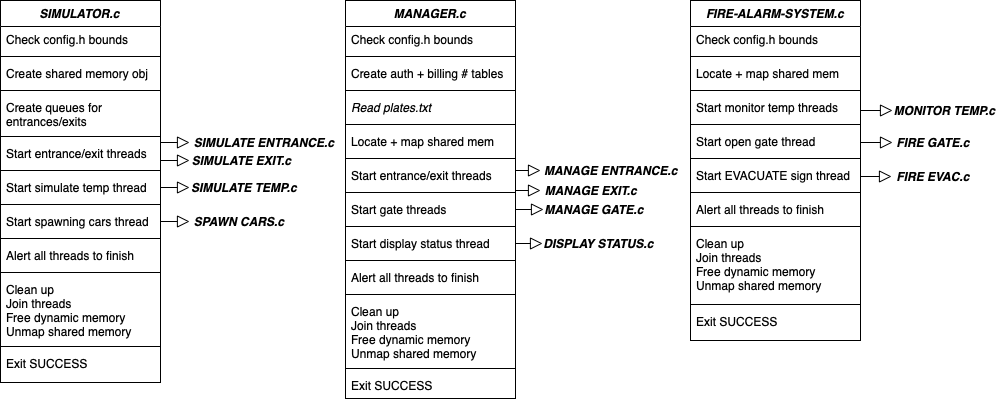 SIMULATOR.c
Check config.h bounds
Create shared memory obj
Create queues for
entrances/exits
Start entrance/exit threads
SIMULATE ENTRANCE.c
SIMULATE EXIT.c
Start simulate temp thread
SIMULATE TEMP.c
Start spawning cars thread
SPAWN CARS.c
Alert all threads to finish
Clean up
Join threads
Free dynamic memory
Unmap shared memory
Exit SUCCESS
MANAGER.c
Check config.h bounds
Create auth + billing # tables
Read plates.txt
Locate + map shared mem
Start entrance/exit threads
MANAGE ENTRANCE.c
MANAGE EXIT.c
Start gate threads
MANAGE GATE.c
Start display status thread
DISPLAY STATUS.c
Alert all threads to finish
Clean up
Join threads
Free dynamic memory
Unmap shared memory
Exit SUCCESS
FIRE-ALARM-SYSTEM.c
Check config.h bounds
Locate + map shared mem
Start monitor temp threads
MONITOR TEMP.c
Start open gate thread
FIRE GATE.c
Start EVACUATE sign thread
FIRE EVAC.c
Alert all threads to finish
Clean up
Join threads
Free dynamic memory
Unmap shared memory
Exit SUCCESS